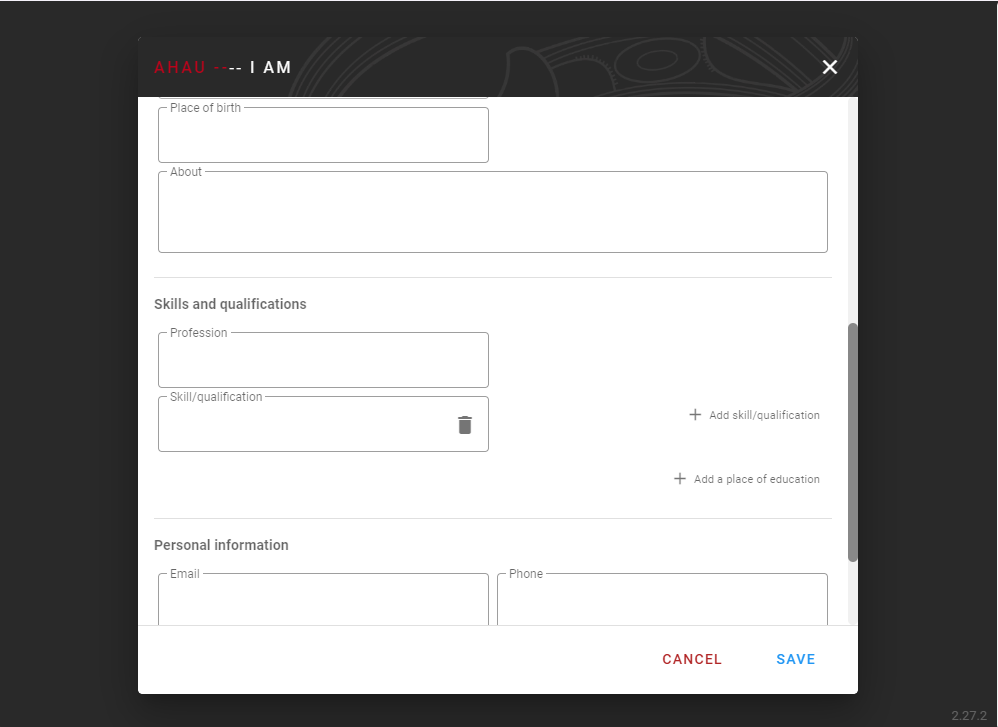 AHAU ---- I AM
Place of birth
About
Skills and qualifications
Profession
Skill/qualification
Add skill/qualification
Add a place of education
Personal information
Email Phone
CANCEL SAVE
2.27.2